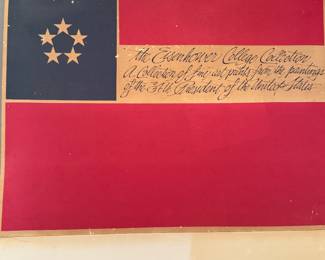 the Eisenhower College Collection
A Collection of fine art prints from the paintings
of the 34th President of the United States